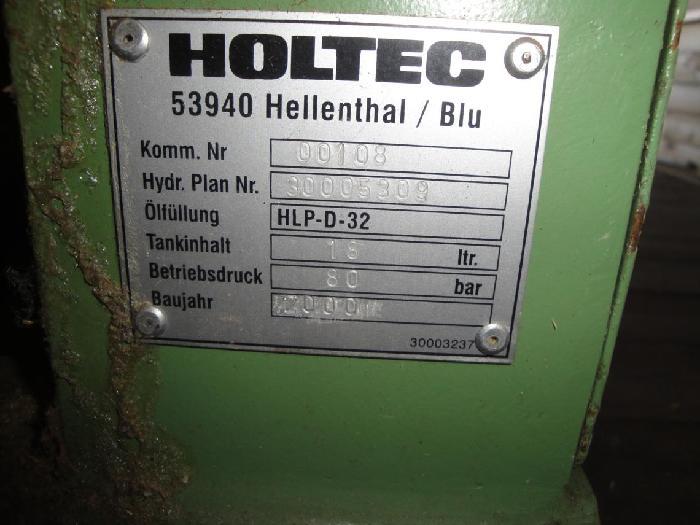 HOLTEC
53940 Hellenthal / Blu
Komm. Nr 00108
Hydr. Plan Nr. 30005309
Ölfüllung HLP-D-32
Tankinhalt 18 ltr.
Betriebsdruck 80 bar
Baujahr
30003237